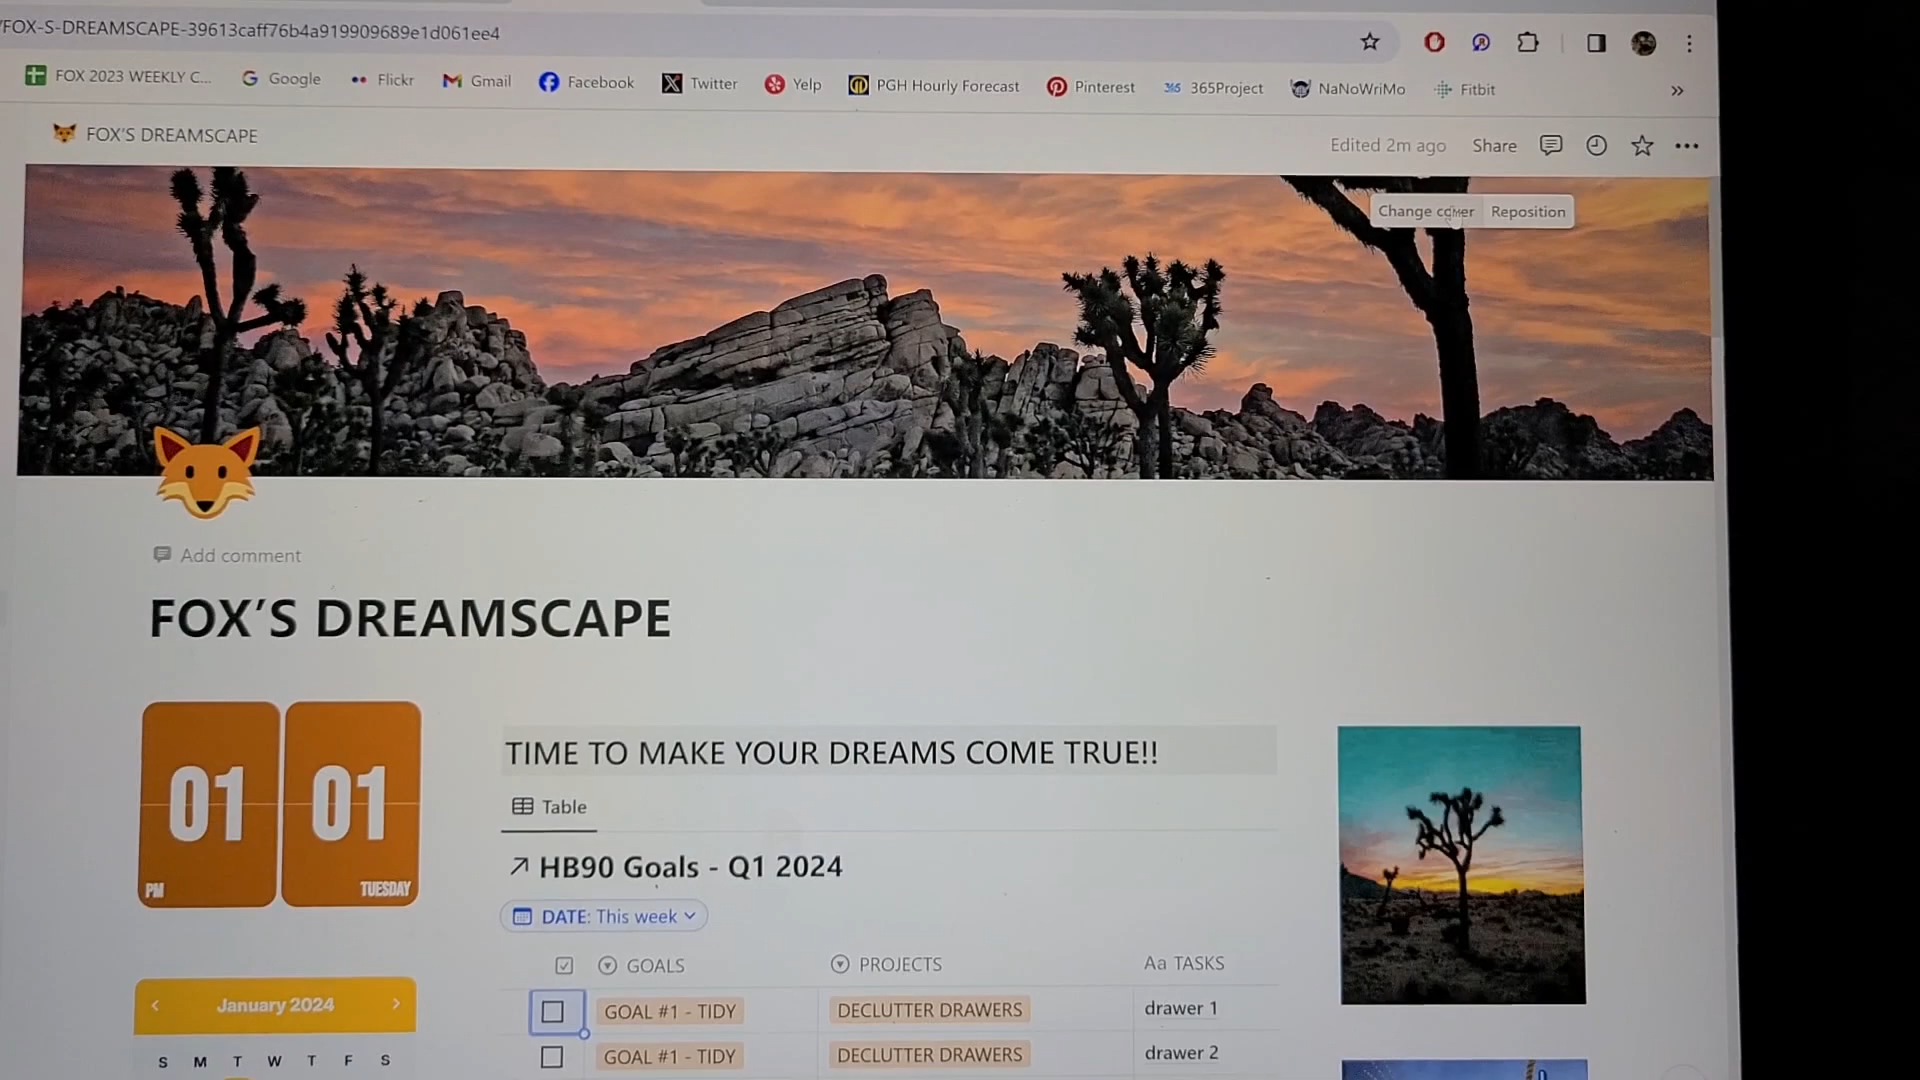 /FOX-S-DREAMSCAPE-39613caff76b4a919909689e1d061ee4
FOX 2023 WEEKLY C... Google Flickr Gmail Facebook Twitter Yelp PGH Hourly Forecast Pinterest 365 365Project NaNoWriMo Fitbit »
FOX'S DREAMSCAPE
Edited 2m ago Share
Change cover Reposition
Add comment
FOX'S DREAMSCAPE
01 01
PM TUESDAY
TIME TO MAKE YOUR DREAMS COME TRUE!!
Table
↗ HB90 Goals - Q1 2024
DATE: This week
GOALS PROJECTS Aa TASKS
GOAL #1 - TIDY DECLUTTER DRAWERS drawer 1
GOAL #1 - TIDY DECLUTTER DRAWERS drawer 2
January 2024
S M T W T F S